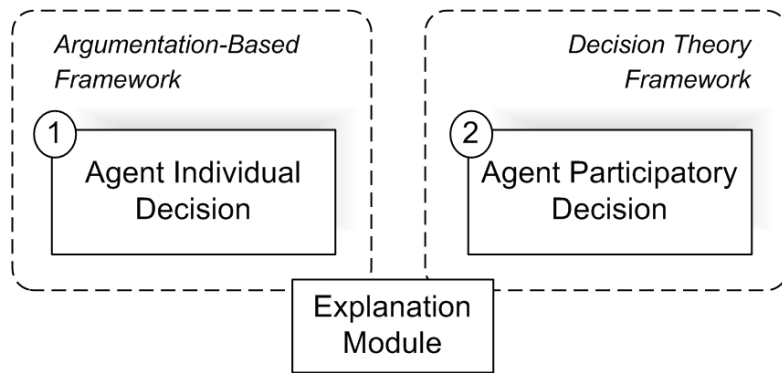 Argumentation-Based
Framework
1
Agent Individual
Decision
Decision Theory
Framework
2
Agent Participatory
Decision
Explanation
Module